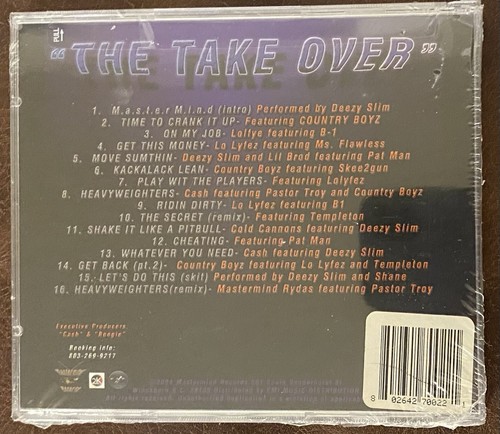 PULL
"THE TAKE OVER"
1. M.a.s.t.e.r M.i.n.d (intro) Performed by Deezy Slim
2. TIME TO CRANK IT UP- Featuring COUNTRY BOYZ
3. ON MY JOB- Lolfye featuring B-1
4. GET THIS MONEY- Lo Lyfez featuring Ms. Flawless
5. MOVE SUMTHIN- Deezy Slim and Lil Brod featuring Pat Man
6. KACKALACK LEAN- Country Boyz featuring Skee2gun
7. PLAY WIT THE PLAYERS- Featuring Lolyfez
8. HEAVYWEIGHTERS- Cash featuring Pastor Troy and Country Boyz
9. RIDIN DIRTY- Lo Lyfez featuring B1
10. THE SECRET (remix)- Featuring Templeton
11. SHAKE IT LIKE A PITBULL- Cold Cannons featuring Deezy Slim
12. CHEATING- Featuring Pat Man
13. WHATEVER YOU NEED- Cash featuring Deezy Slim
14. GET BACK (pt.2)- Country Boyz featuring Lo Lyfez and Templeton
15. LET'S DO THIS (skit) Performed by Deezy Slim and Shane
16. HEAVYWEIGHTERS(remix)- Mastermind Rydas featuring Pastor Troy
Executive Producers
"Cash" & "Boogie"
Booking info:
803-269-9217
8 02642 70022 1